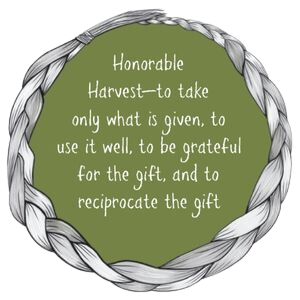 Honorable
Harvest—to take
only what is given, to
use it well, to be grateful
for the gift, and to
reciprocate the gift